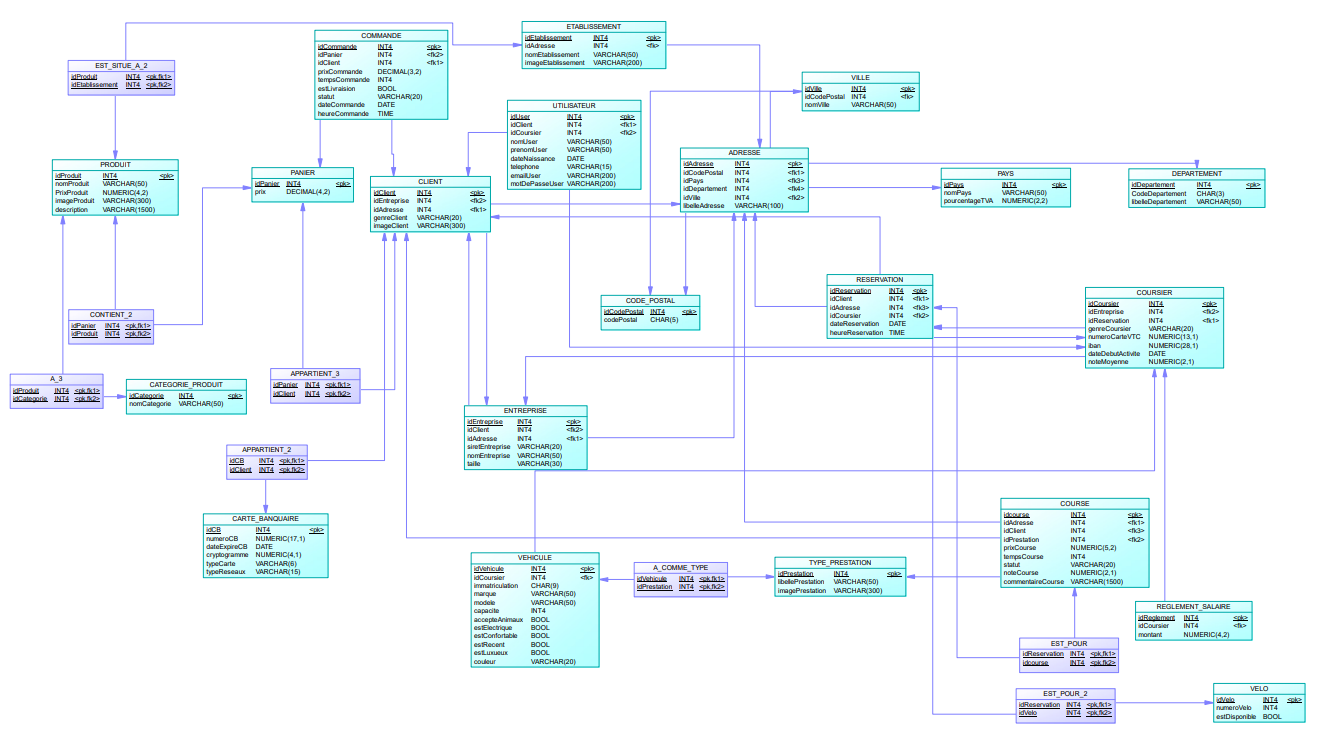 ETABLISSEMENT
idEtablissement INT4 <pk>
idAdresse INT4 <fk>
nomEtablissement VARCHAR(50)
imageEtablissement VARCHAR(200)
COMMANDE
idCommande INT4 <pk>
idPanier INT4 <fk2>
idClient INT4 <fk1>
prixCommande DECIMAL(3,2)
tempsCommande INT4
estLivraision BOOL
statut VARCHAR(20)
dateCommande DATE
heureCommande TIME
EST_SITUE_A_2
idProduit INT4 <pk,fk1>
idEtablissement INT4 <pk,fk2>
VILLE
idVille INT4 <pk>
idCodePostal INT4 <fk>
nomVille VARCHAR(50)
UTILISATEUR
idUser INT4 <pk>
idClient INT4 <fk1>
idCoursier INT4 <fk2>
nomUser VARCHAR(50)
prenomUser VARCHAR(50)
dateNaissance DATE
telephone VARCHAR(15)
emailUser VARCHAR(200)
motDePasseUser VARCHAR(200)
ADRESSE
idAdresse INT4 <pk>
idCodePostal INT4 <fk1>
idPays INT4 <fk3>
idDepartement INT4 <fk4>
idVille INT4 <fk2>
libelleAdresse VARCHAR(100)
PRODUIT
idProduit INT4 <pk>
nomProduit VARCHAR(50)
PrixProduit NUMERIC(4,2)
imageProduit VARCHAR(300)
description VARCHAR(1500)
PANIER
idPanier INT4 <pk>
prix DECIMAL(4,2)
CLIENT
idClient INT4 <pk>
idEntreprise INT4 <fk2>
idAdresse INT4 <fk1>
genreClient VARCHAR(20)
imageClient VARCHAR(300)
PAYS
idPays INT4 <pk>
nomPays VARCHAR(50)
pourcentageTVA NUMERIC(2,2)
DEPARTEMENT
idDepartement INT4 <pk>
CodeDepartement CHAR(3)
libelleDepartement VARCHAR(50)
RESERVATION
idReservation INT4 <pk>
idClient INT4 <fk1>
idAdresse INT4 <fk3>
idCoursier INT4 <fk2>
dateReservation DATE
heureReservation TIME
CODE_POSTAL
idCodePostal INT4 <pk>
codePostal CHAR(5)
COURSIER
idCoursier INT4 <pk>
idEntreprise INT4 <fk2>
idReservation INT4 <fk1>
genreCoursier VARCHAR(20)
numeroCarteVTC NUMERIC(13,1)
iban NUMERIC(28,1)
dateDebutActivite DATE
noteMoyenne NUMERIC(2,1)
CONTIENT_2
idPanier INT4 <pk,fk1>
idProduit INT4 <pk,fk2>
A_3
idProduit INT4 <pk,fk1>
idCategorie INT4 <pk,fk2>
CATEGORIE_PRODUIT
idCategorie INT4 <pk>
nomCategorie VARCHAR(50)
APPARTIENT_3
idPanier INT4 <pk,fk1>
idClient INT4 <pk,fk2>
ENTREPRISE
idEntreprise INT4 <pk>
idClient INT4 <fk2>
idAdresse INT4 <fk1>
siretEntreprise VARCHAR(20)
nomEntreprise VARCHAR(50)
taille VARCHAR(30)
APPARTIENT_2
idCB INT4 <pk,fk1>
idClient INT4 <pk,fk2>
CARTE_BANQUAIRE
idCB INT4 <pk>
numeroCB NUMERIC(17,1)
dateExpireCB DATE
cryptogramme NUMERIC(4,1)
typeCarte VARCHAR(6)
typeReseaux VARCHAR(15)
COURSE
idcourse INT4 <pk>
idAdresse INT4 <fk1>
idClient INT4 <fk3>
idPrestation INT4 <fk2>
prixCourse NUMERIC(5,2)
tempsCourse INT4
statut VARCHAR(20)
noteCourse NUMERIC(2,1)
commentaireCourse VARCHAR(1500)
VEHICULE
idVehicule INT4 <pk>
idCoursier INT4 <fk>
immatriculation CHAR(9)
marque VARCHAR(50)
modele VARCHAR(50)
capacite INT4
accepteAnimaux BOOL
estElectrique BOOL
estConfortable BOOL
estRecent BOOL
estLuxueux BOOL
couleur VARCHAR(20)
A_COMME_TYPE
idVehicule INT4 <pk,fk1>
idPrestation INT4 <pk,fk2>
TYPE_PRESTATION
idPrestation INT4 <pk>
libellePrestation VARCHAR(50)
imagePrestation VARCHAR(300)
REGLEMENT_SALAIRE
idReglement INT4 <pk>
idCoursier INT4 <fk>
montant NUMERIC(4,2)
EST_POUR
idReservation INT4 <pk,fk1>
idcourse INT4 <pk,fk2>
EST_POUR_2
idReservation INT4 <pk,fk1>
idVelo INT4 <pk,fk2>
VELO
idVelo INT4 <pk>
numeroVelo INT4
estDisponible BOOL